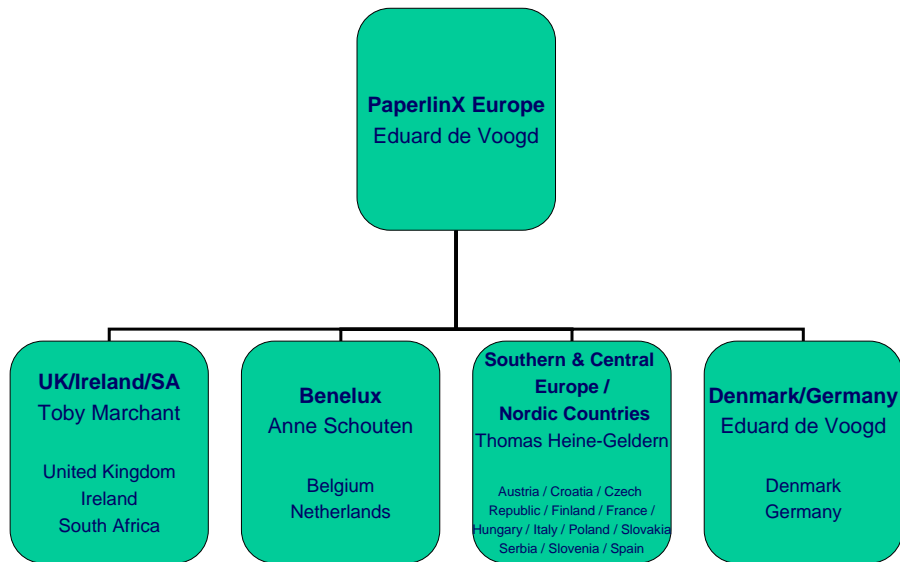 PaperlinX Europe
Eduard de Voogd
UK/Ireland/SA
Toby Marchant
United Kingdom
Ireland
South Africa
Benelux
Anne Schouten
Belgium
Netherlands
Southern & Central
Europe /
Nordic Countries
Thomas Heine-Geldern
Austria / Croatia / Czech
Republic / Finland / France /
Hungary / Italy / Poland / Slovakia
Serbia / Slovenia / Spain
Denmark/Germany
Eduard de Voogd
Denmark
Germany